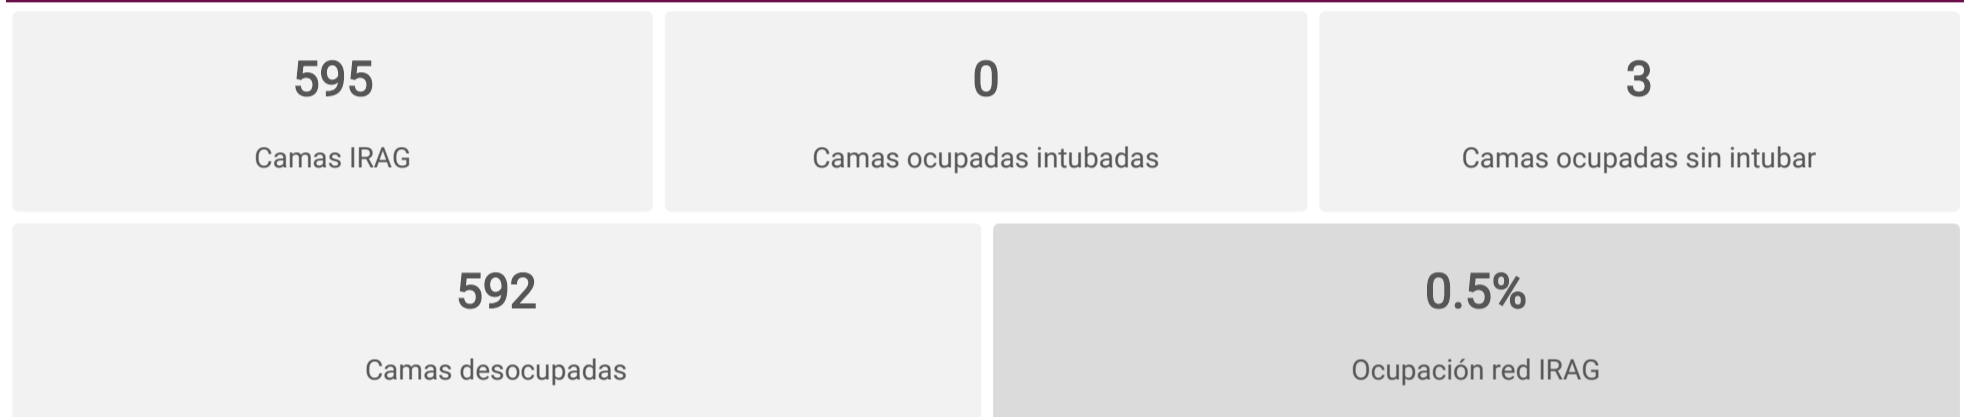 595
Camas IRAG
0
Camas ocupadas intubadas
3
Camas ocupadas sin intubar
592
Camas desocupadas
0.5%
Ocupación red IRAG